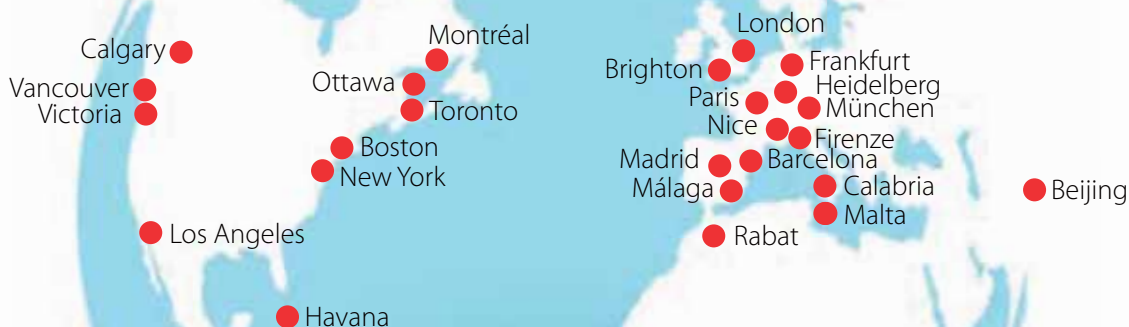 London
Montréal
Calgary
Frankfurt
Brighton
Ottawa
Heidelberg
Vancouver
Paris
München
Victoria
Toronto
Nice
Firenze
Boston
Madrid
Barcelona
New York
Málaga
Calabria
Beijing
Malta
Los Angeles
Rabat
Havana